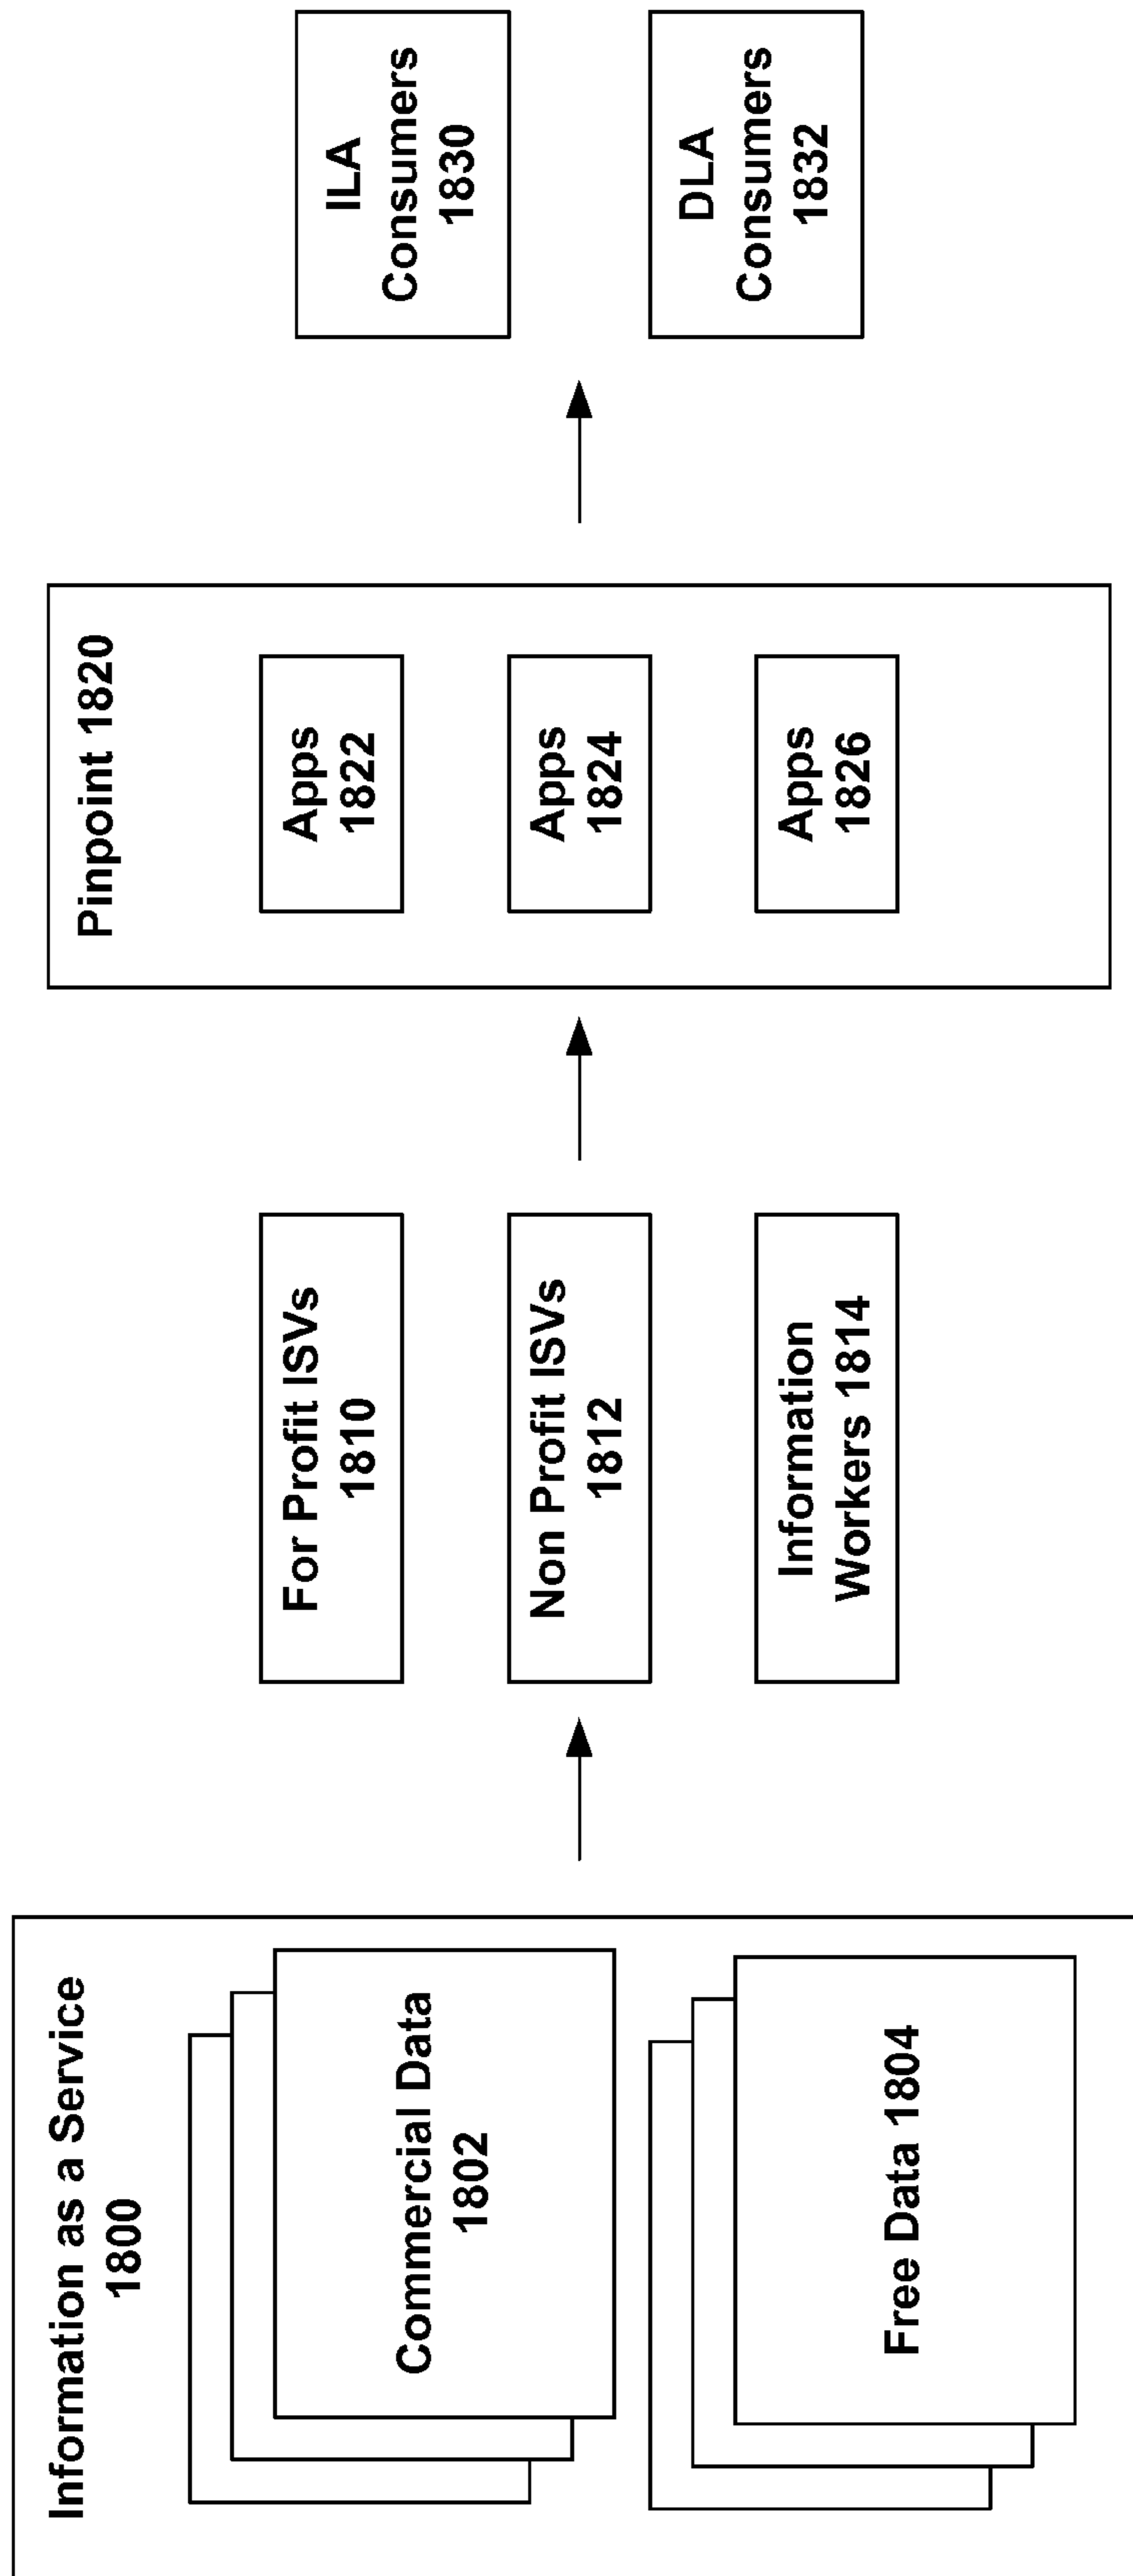 Information as a Service
1800
Commercial Data
1802
Free Data 1804
For Profit ISVs
1810
Non Profit ISVs
1812
Information
Workers 1814
Pinpoint 1820
Apps
1822
Apps
1824
Apps
1826
ILA
Consumers
1830
DLA
Consumers
1832